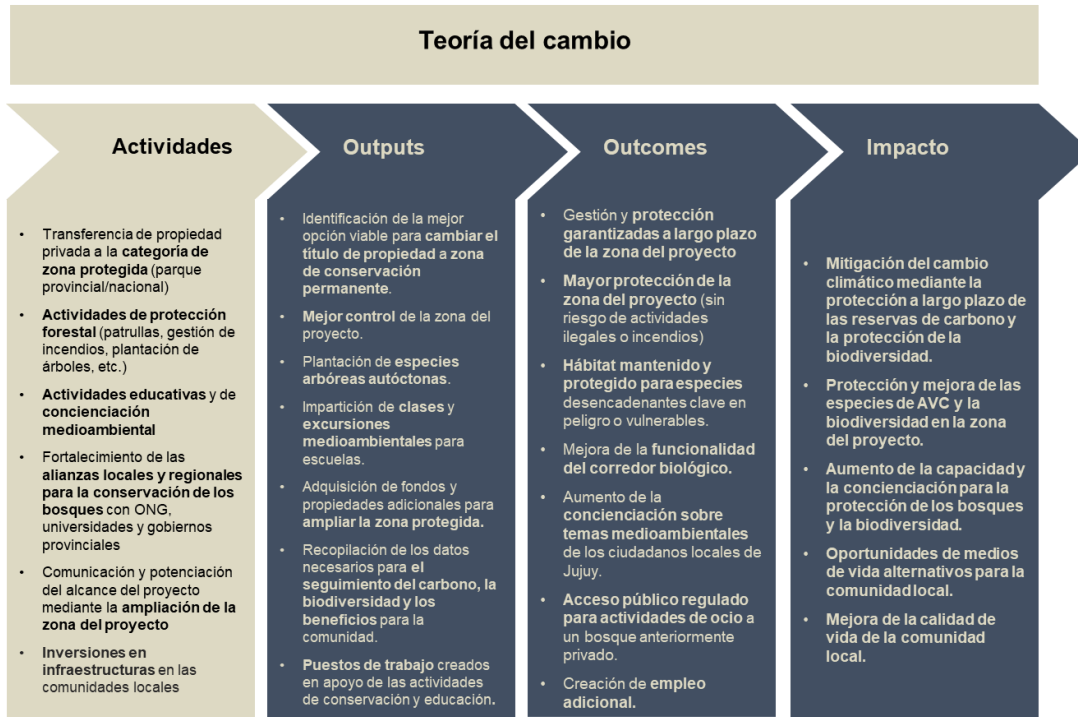 Teoría del cambio
Actividades
• Transferencia de propiedad
privada a la categoría de
zona protegida (parque
provincial/nacional)
• Actividades de protección
forestal (patrullas, gestión de
incendios, plantación de
árboles, etc.)
• Actividades educativas y de
concienciación
medioambiental
• Fortalecimiento de las
alianzas locales y regionales
para la conservación de los
bosques con ONG,
universidades y gobiernos
provinciales
• Comunicación y potenciación
del alcance del proyecto
mediante la ampliación de la
zona del proyecto
• Inversiones en
infraestructuras en las
comunidades locales
Outputs
• Identificación de la mejor
opción viable para cambiar el
título de propiedad a zona
de conservación
permanente.
• Mejor control de la zona del
proyecto.
• Plantación de especies
arbóreas autóctonas.
• Impartición de clases y
excursiones
medioambientales para
escuelas.
• Adquisición de fondos y
propiedades adicionales para
ampliar la zona protegida.
• Recopilación de los datos
necesarios para el
seguimiento del carbono, la
biodiversidad y los
beneficios para la
comunidad.
• Puestos de trabajo creados
en apoyo de las actividades
de conservación y educación.
Outcomes
• Gestión y protección
garantizadas a largo plazo
de la zona del proyecto
• Mayor protección de la
zona del proyecto (sin
riesgo de actividades
ilegales o incendios)
• Hábitat mantenido y
protegido para especies
desencadenantes clave en
peligro o vulnerables.
• Mejora de la funcionalidad
del corredor biológico.
• Aumento de la
concienciación sobre
temas medioambientales
de los ciudadanos locales de
Jujuy.
• Acceso público regulado
para actividades de ocio a
un bosque anteriormente
privado.
• Creación de empleo
adicional.
Impacto
• Mitigación del cambio
climático mediante la
protección a largo plazo de
las reservas de carbono y
la protección de la
biodiversidad.
• Protección y mejora de las
especies de AVC y la
biodiversidad en la zona
del proyecto.
• Aumento de la capacidad y
la concienciación para la
protección de los bosques
y la biodiversidad.
• Oportunidades de medios
de vida alternativos para la
comunidad local.
• Mejora de la calidad de
vida de la comunidad
local.